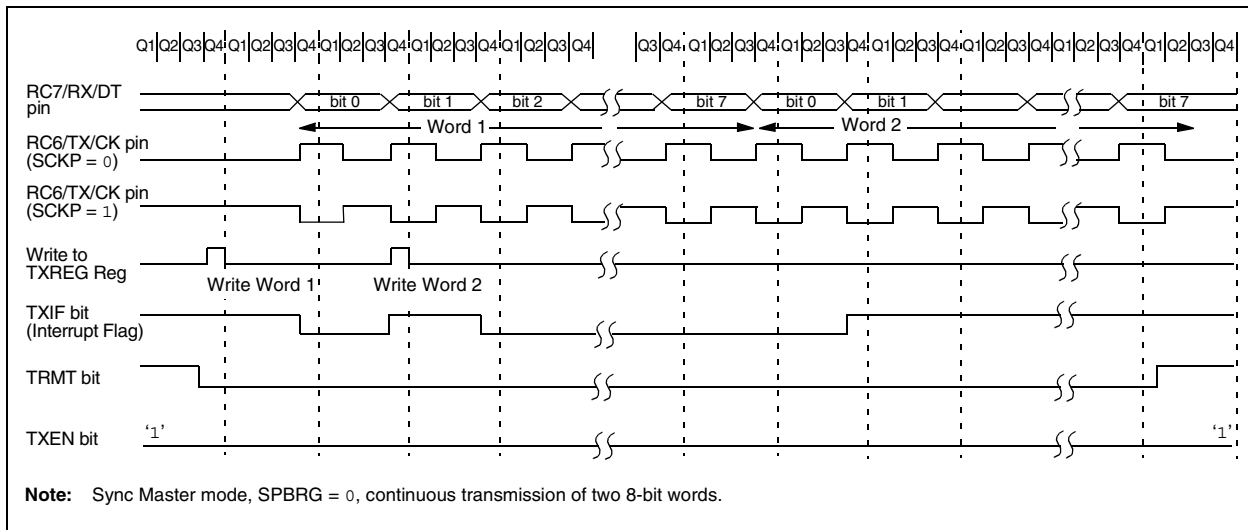 Q1 Q2 Q3 Q4 Q1 Q2 Q3 Q4 Q1 Q2 Q3 Q4 Q1 Q2 Q3 Q4 Q1 Q2 Q3 Q4 Q3 Q4 Q1 Q2 Q3 Q4 Q1 Q2 Q3 Q4 Q1 Q2 Q3 Q4 Q1 Q2 Q3 Q4 Q1 Q2 Q3 Q4 Q1 Q2 Q3 Q4
RC7/RX/DT
pin
bit 0 bit 1 bit 2 bit 7 bit 0 bit 1 bit 7
Word 1 Word 2
RC6/TX/CK pin
(SCKP = 0)
RC6/TX/CK pin
(SCKP = 1)
Write to
TXREG Reg
Write Word 1 Write Word 2
TXIF bit
(Interrupt Flag)
TRMT bit
TXEN bit
‘1’ ‘1’
Note: Sync Master mode, SPBRG = 0, continuous transmission of two 8-bit words.